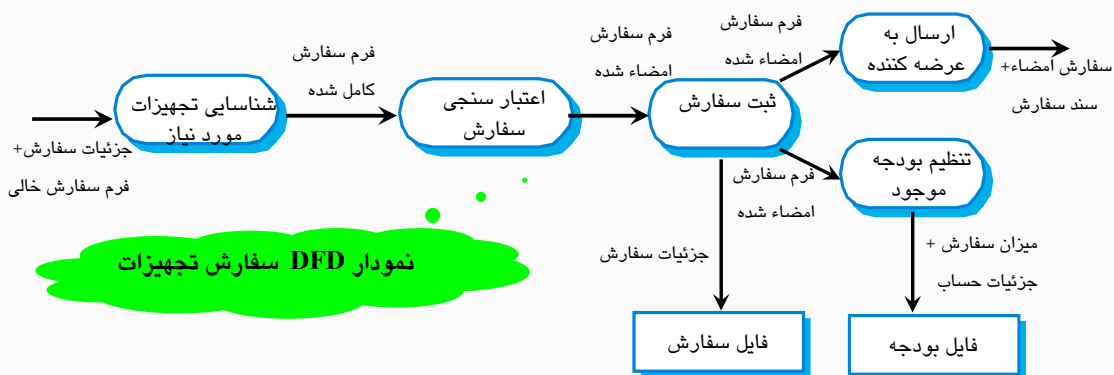 جزئیات سفارش+
فرم سفارش خالی
شناسایی تجهیزات
مورد نیاز
فرم سفارش
کامل شده
اعتبار سنجی
سفارش
فرم سفارش
امضاء شده
ثبت سفارش
فرم سفارش
امضاء شده
ارسال به
عرضه کننده
سفارش امضاء+
سند سفارش
فرم سفارش
امضاء شده
تنظیم بودجه
موجود
جزئیات سفارش
فایل سفارش
میزان سفارش +
جزئیات حساب
فایل بودجه
نمودار DFD سفارش تجهیزات